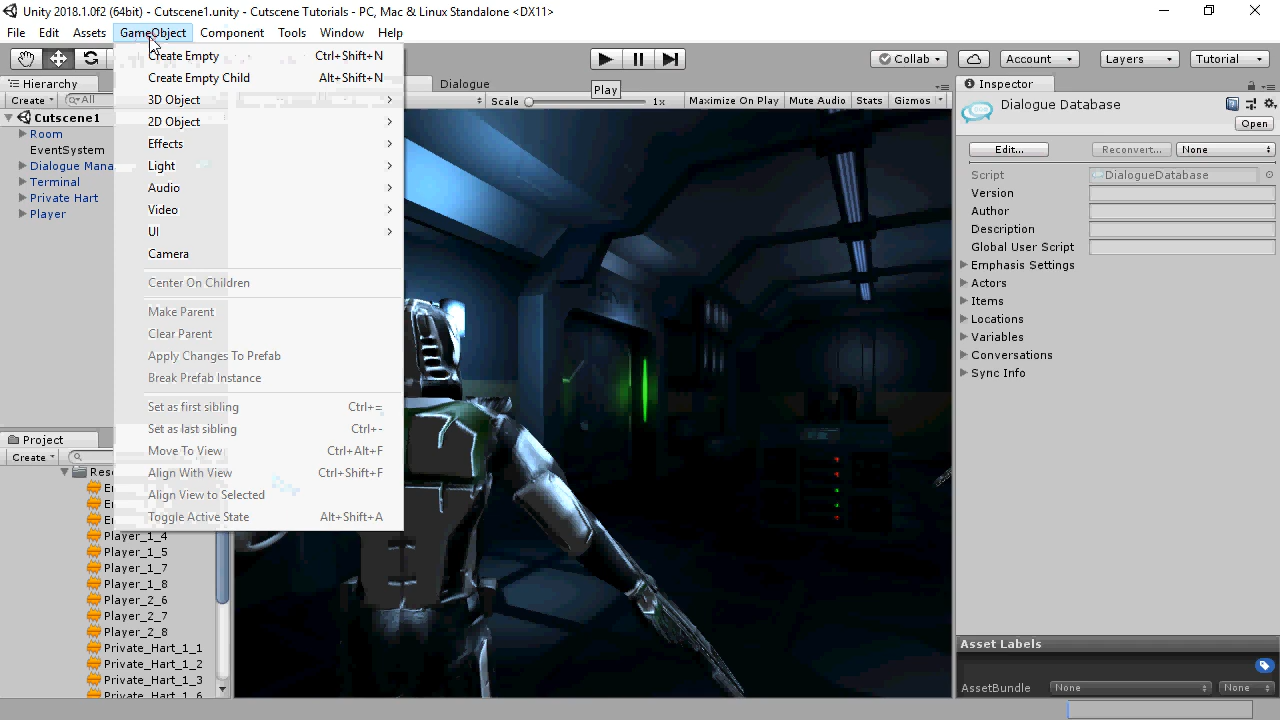 Unity 2018.1.0f2 (64bit) - Cutscene1.unity - Cutscene Tutorials - PC, Mac & Linux Standalone <DX11>
File Edit Assets GameObject Component Tools Window Help
Collab Account Layers Tutorial
Play
Hierarchy
Create All
Cutscene1
Room
EventSystem
Dialogue Mana
Terminal
Private Hart
Player
Create Empty Ctrl+Shift+N
Create Empty Child Alt+Shift+N
3D Object
2D Object
Effects
Light
Audio
Video
UI
Camera
Center On Children
Make Parent
Clear Parent
Apply Changes To Prefab
Break Prefab Instance
Set as first sibling Ctrl+=
Set as last sibling Ctrl+-
Move To View Ctrl+Alt+F
Align With View Ctrl+Shift+F
Align View to Selected
Toggle Active State Alt+Shift+A
Dialogue
Scale 1x Maximize On Play Mute Audio Stats Gizmos
Project
Create
Player_1_4
Player_1_5
Player_1_7
Player_1_8
Player_2_6
Player_2_7
Player_2_8
Private_Hart_1_1
Private_Hart_1_2
Private_Hart_1_3
Private_Hart_1_6
Inspector
Dialogue Database
Open
Edit... Reconvert... None
Script DialogueDatabase
Version
Author
Description
Global User Script
Emphasis Settings
Actors
Items
Locations
Variables
Conversations
Sync Info
Asset Labels
AssetBundle None None